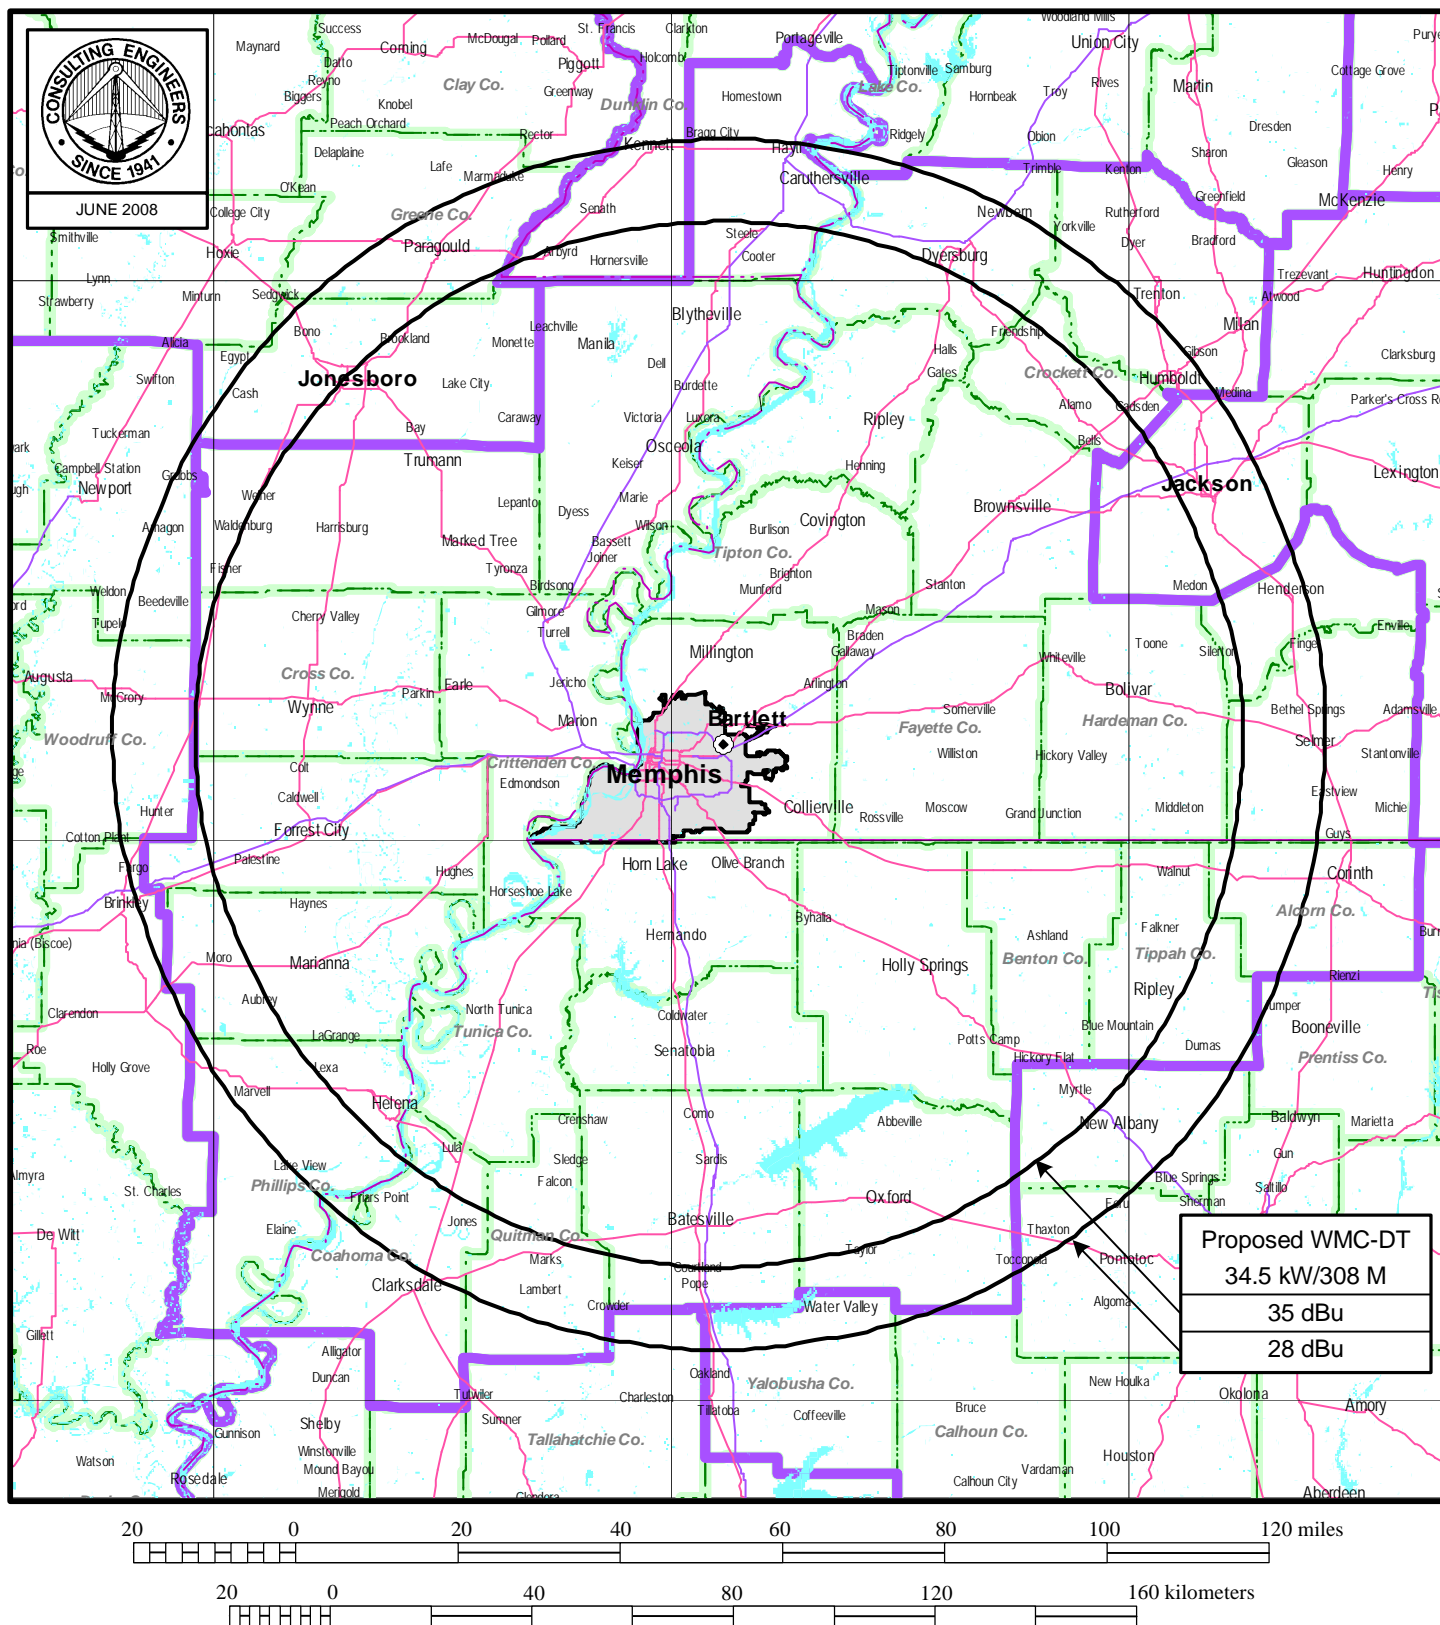 CONSULTING ENGINEERS
• SINCE 1941 •
JUNE 2008
Success
Maynard
Datto
Corning
McDougal
Pollard
St. Francis
Clarkton
Portageville
Woodland Mills
Union City
Reyno
Biggers
Knobel
Clay Co.
Piggott
Greenway
Holcomb
Dunklin Co
Homestown
Tiptonville
Samburg
Lake Co.
Hornbeak
Troy
Rives
Martin
Cottage Grove
Peach Orchard
Delaplaine
Lafe
Rector
Marmaduke
Kennett
Bragg City
Hayti
Ridgely
Obion
Dresden
Sharon
Gleason
Henry
O'Kean
College City
Greene Co.
Senath
Caruthersville
Trimble
Kenton
Greenfield
McKenzie
Smithville
Hoxie
Paragould
Arbyrd
Hornersville
Steele
Cooter
Newbern
Yorkville
Rutherford
Dyer
Bradford
Dyersburg
Lynn
Strawberry
Minturn
Sedgwick
Trenton
Trezevant
Huntingdon
Atwood
Bono
Brookland
Leachville
Monette
Manila
Blytheville
Friendship
Milan
Alicia
Egypt
Swifton
Cash
Jonesboro
Lake City
Dell
Burdette
Halls
Gates
Crockett Co.
Gibson
Humboldt
Medina
Clarksburg
Tuckerman
Bay
Caraway
Victoria
Luxora
Ripley
Alamo
Gadsden
Bells
Campbell Station
Newport
Grubbs
Trumann
Osceola
Keiser
Henning
Jackson
Lexington
Weiner
Waldenburg
Harrisburg
Amagon
Lepanto
Dyess
Marie
Wilson
Burlison
Covington
Brownsville
Fisher
Marked Tree
Tyronza
Bassett
Joiner
Tipton Co.
Brighton
Munford
Stanton
Medon
Henderson
Weldon
Beedeville
Birdsong
Tupelo
Cherry Valley
Gilmore
Turrell
Mason
Braden
Gallaway
Enville
Finger
Silerton
Toone
Whiteville
Millington
Augusta
McCrory
Cross Co.
Wynne
Parkin
Earle
Jericho
Marion
Arlington
Bolivar
Somerville
Bethel Springs
Adamsville
Woodruff Co.
Bartlett
Fayette Co.
Hardeman Co.
Selmer
Stantonville
Colt
Caldwell
Crittenden Co.
Edmondson
Memphis
Williston
Hickory Valley
Hunter
Forrest City
Collierville
Rossville
Moscow
Grand Junction
Middleton
Eastview
Michie
Cotton Plant
Fargo
Palestine
Hughes
Horn Lake
Olive Branch
Guys
Corinth
Walnut
Brinkley
Haynes
Horseshoe Lake
Byhalia
Alcorn Co.
Moro
Marianna
Hernando
Ashland
Benton Co.
Falkner
Tippah Co.
Holly Springs
Rienzi
Aubrey
Clarendon
North Tunica
Tunica Co.
Coldwater
Ripley
Jumper
Booneville
Blue Mountain
Roe
Holly Grove
LaGrange
Lexa
Senatobia
Potts Camp
Hickory Flat
Dumas
Prentiss Co.
Marvell
Helena
Crenshaw
Como
Abbeville
Myrtle
New Albany
Baldwyn
Marietta
Lula
Lake View
Sledge
Falcon
Sardis
Gun
Blue Springs
Saltillo
St. Charles
Phillips Co.
Friars Point
Oxford
Ecru
Sherman
De Witt
Elaine
Jones
Batesville
Thaxton
Quitman Co.
Coahoma Co.
Marks
Courtland
Pope
Taylor
Toccopola
Pontotoc
Clarksdale
Lambert
Crowder
Water Valley
Algoma
Gillett
Alligator
Duncan
Oakland
Yalobusha Co.
New Houlka
Okolona
Tutwiler
Charleston
Tillatoba
Coffeeville
Bruce
Amory
Shelby
Sumner
Gunnison
Tallahatchie Co.
Calhoun Co.
Watson
Winstonville
Mound Bayou
Merigold
Rosedale
Vardaman
Calhoun City
Houston
Aberdeen
Glendora
Proposed WMC-DT
34.5 kW/308 M
35 dBu
28 dBu
20 0 20 40 60 80 100 120 miles
20 0 40 80 120 160 kilometers